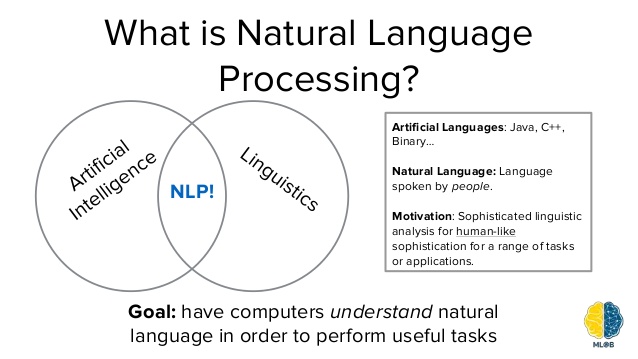 What is Natural Language
Processing?
Artificial
Intelligence
NLP!
Linguistics
Artificial Languages: Java, C++,
Binary...
Natural Language: Language
spoken by people.
Motivation: Sophisticated linguistic
analysis for human-like
sophistication for a range of tasks
or applications.
Goal: have computers understand natural
language in order to perform useful tasks
ML@B